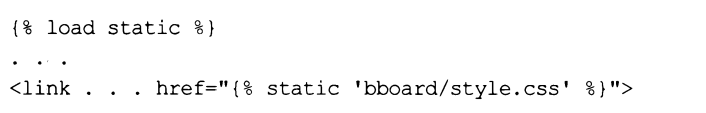 {% load static %}
. . .
<link . . . href="{% static 'bboard/style.css' %}">